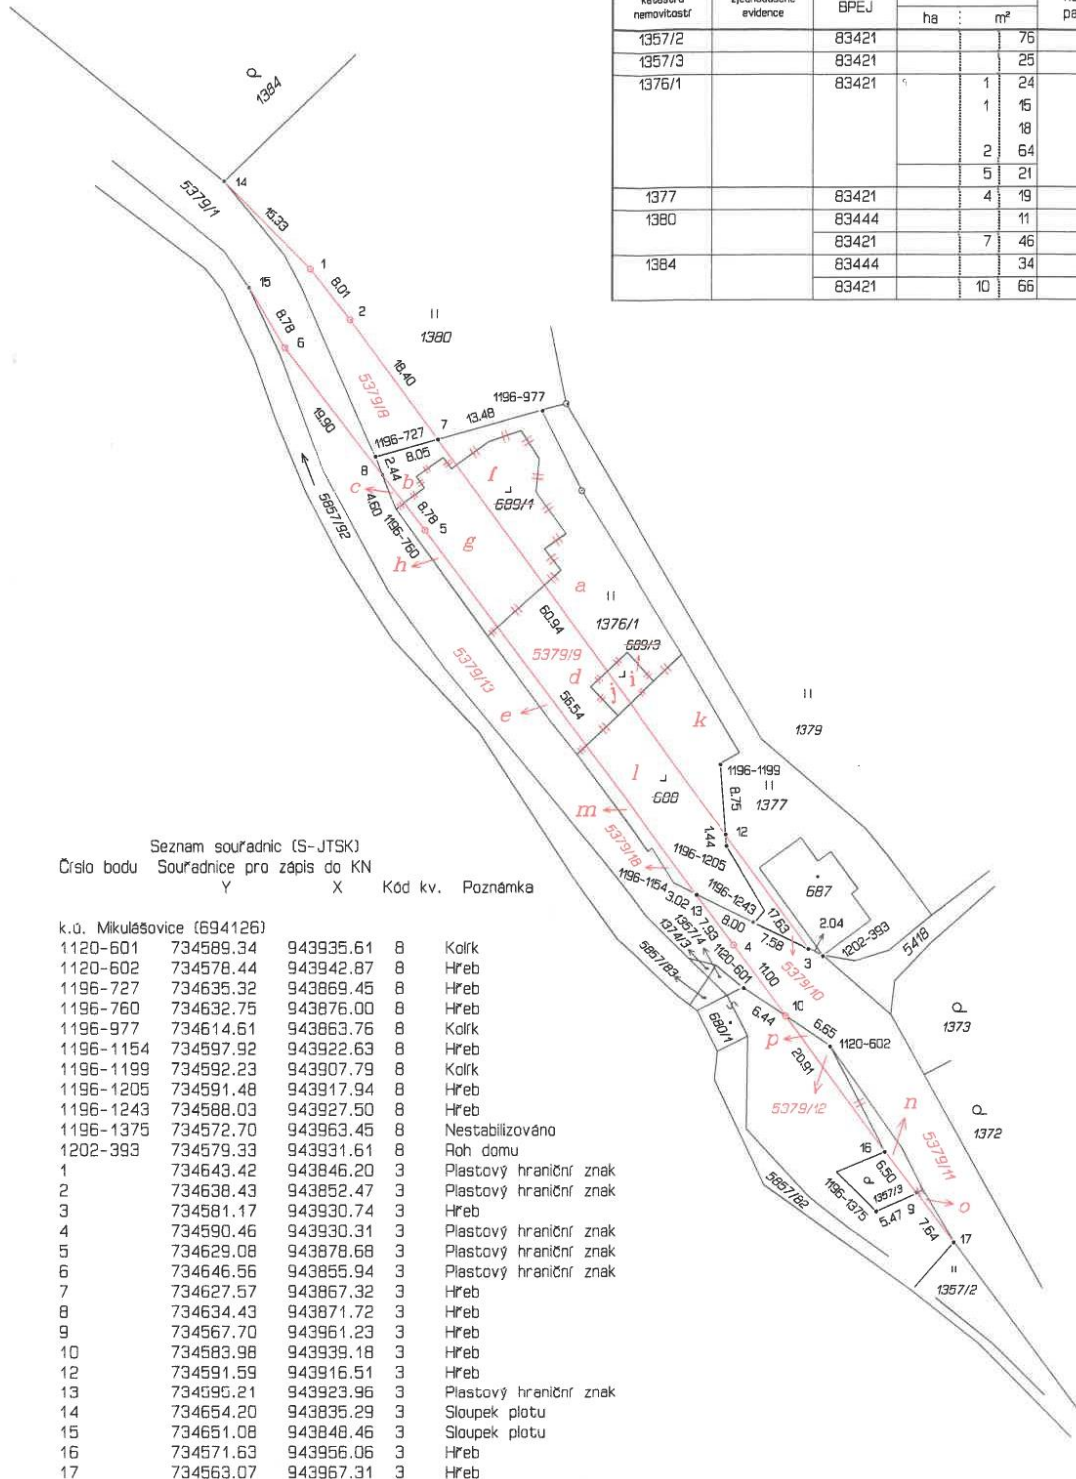 nemovitostí evidence BPEJ ha m²
1357/2 83421 76
1357/3 83421 25
1376/1 83421 1 24
1 15
18
2 64
5 21
1377 83421 4 19
1380 83444 11
83421 7 46
1384 83444 34
83421 10 66
1384
5379/1
14
15.33
1
8.01
2
15
8.78
6
1380
18.40
5379/8
19.90
1196-977
13.48
7
1196-727
8.05
8
2.44
b
f
c
4.60
8.78
5
689/1
g
5857/92
1196-760
h
a
60.94
1376/1
689/3
5379/9
d
j
i
5379/13
e
56.54
k
1379
1196-1199
l
688
8.75
1377
m
12
1.44
5379/18
1196-1205
687
1196-1154
3.02
13
1196-1243
17.63
2.04
1202-393
5418
7.93
8.00
7.58
3
1357/4
1374/3
4
5379/10
5857/83
1120-601
11.00
10
6.44
6.65
1373
680/1
p
1120-602
20.91
5379/12
n
1372
16
5379/11
6.50
1357/3
o
1196-1375
5.47
9
7.64
17
5857/82
1357/2
Seznam souřadnic (S-JTSK)
Číslo bodu Souřadnice pro zápis do KN
Y X Kód kv. Poznámka
k.ú. Mikulášovice (694126)
1120-601 734589.34 943935.61 8 Kolík
1120-602 734578.44 943942.87 8 Hřeb
1196-727 734635.32 943869.45 8 Hřeb
1196-760 734632.75 943876.00 8 Hřeb
1196-977 734614.61 943863.76 8 Kolík
1196-1154 734597.92 943922.63 8 Hřeb
1196-1199 734592.23 943907.79 8 Kolík
1196-1205 734591.48 943917.94 8 Hřeb
1196-1243 734588.03 943927.50 8 Hřeb
1196-1375 734572.70 943963.45 8 Nestabilizováno
1202-393 734579.33 943931.61 8 Roh domu
1 734643.42 943846.20 3 Plastový hraniční znak
2 734638.43 943852.47 3 Plastový hraniční znak
3 734581.17 943930.74 3 Hřeb
4 734590.46 943930.31 3 Plastový hraniční znak
5 734629.08 943878.68 3 Plastový hraniční znak
6 734646.56 943855.94 3 Plastový hraniční znak
7 734627.57 943867.32 3 Hřeb
8 734634.43 943871.72 3 Hřeb
9 734567.70 943961.23 3 Hřeb
10 734583.98 943939.18 3 Hřeb
12 734591.59 943916.51 3 Hřeb
13 734595.21 943923.96 3 Plastový hraniční znak
14 734654.20 943835.29 3 Sloupek plotu
15 734651.08 943848.46 3 Sloupek plotu
16 734571.63 943956.06 3 Hřeb
17 734563.07 943967.31 3 Hřeb